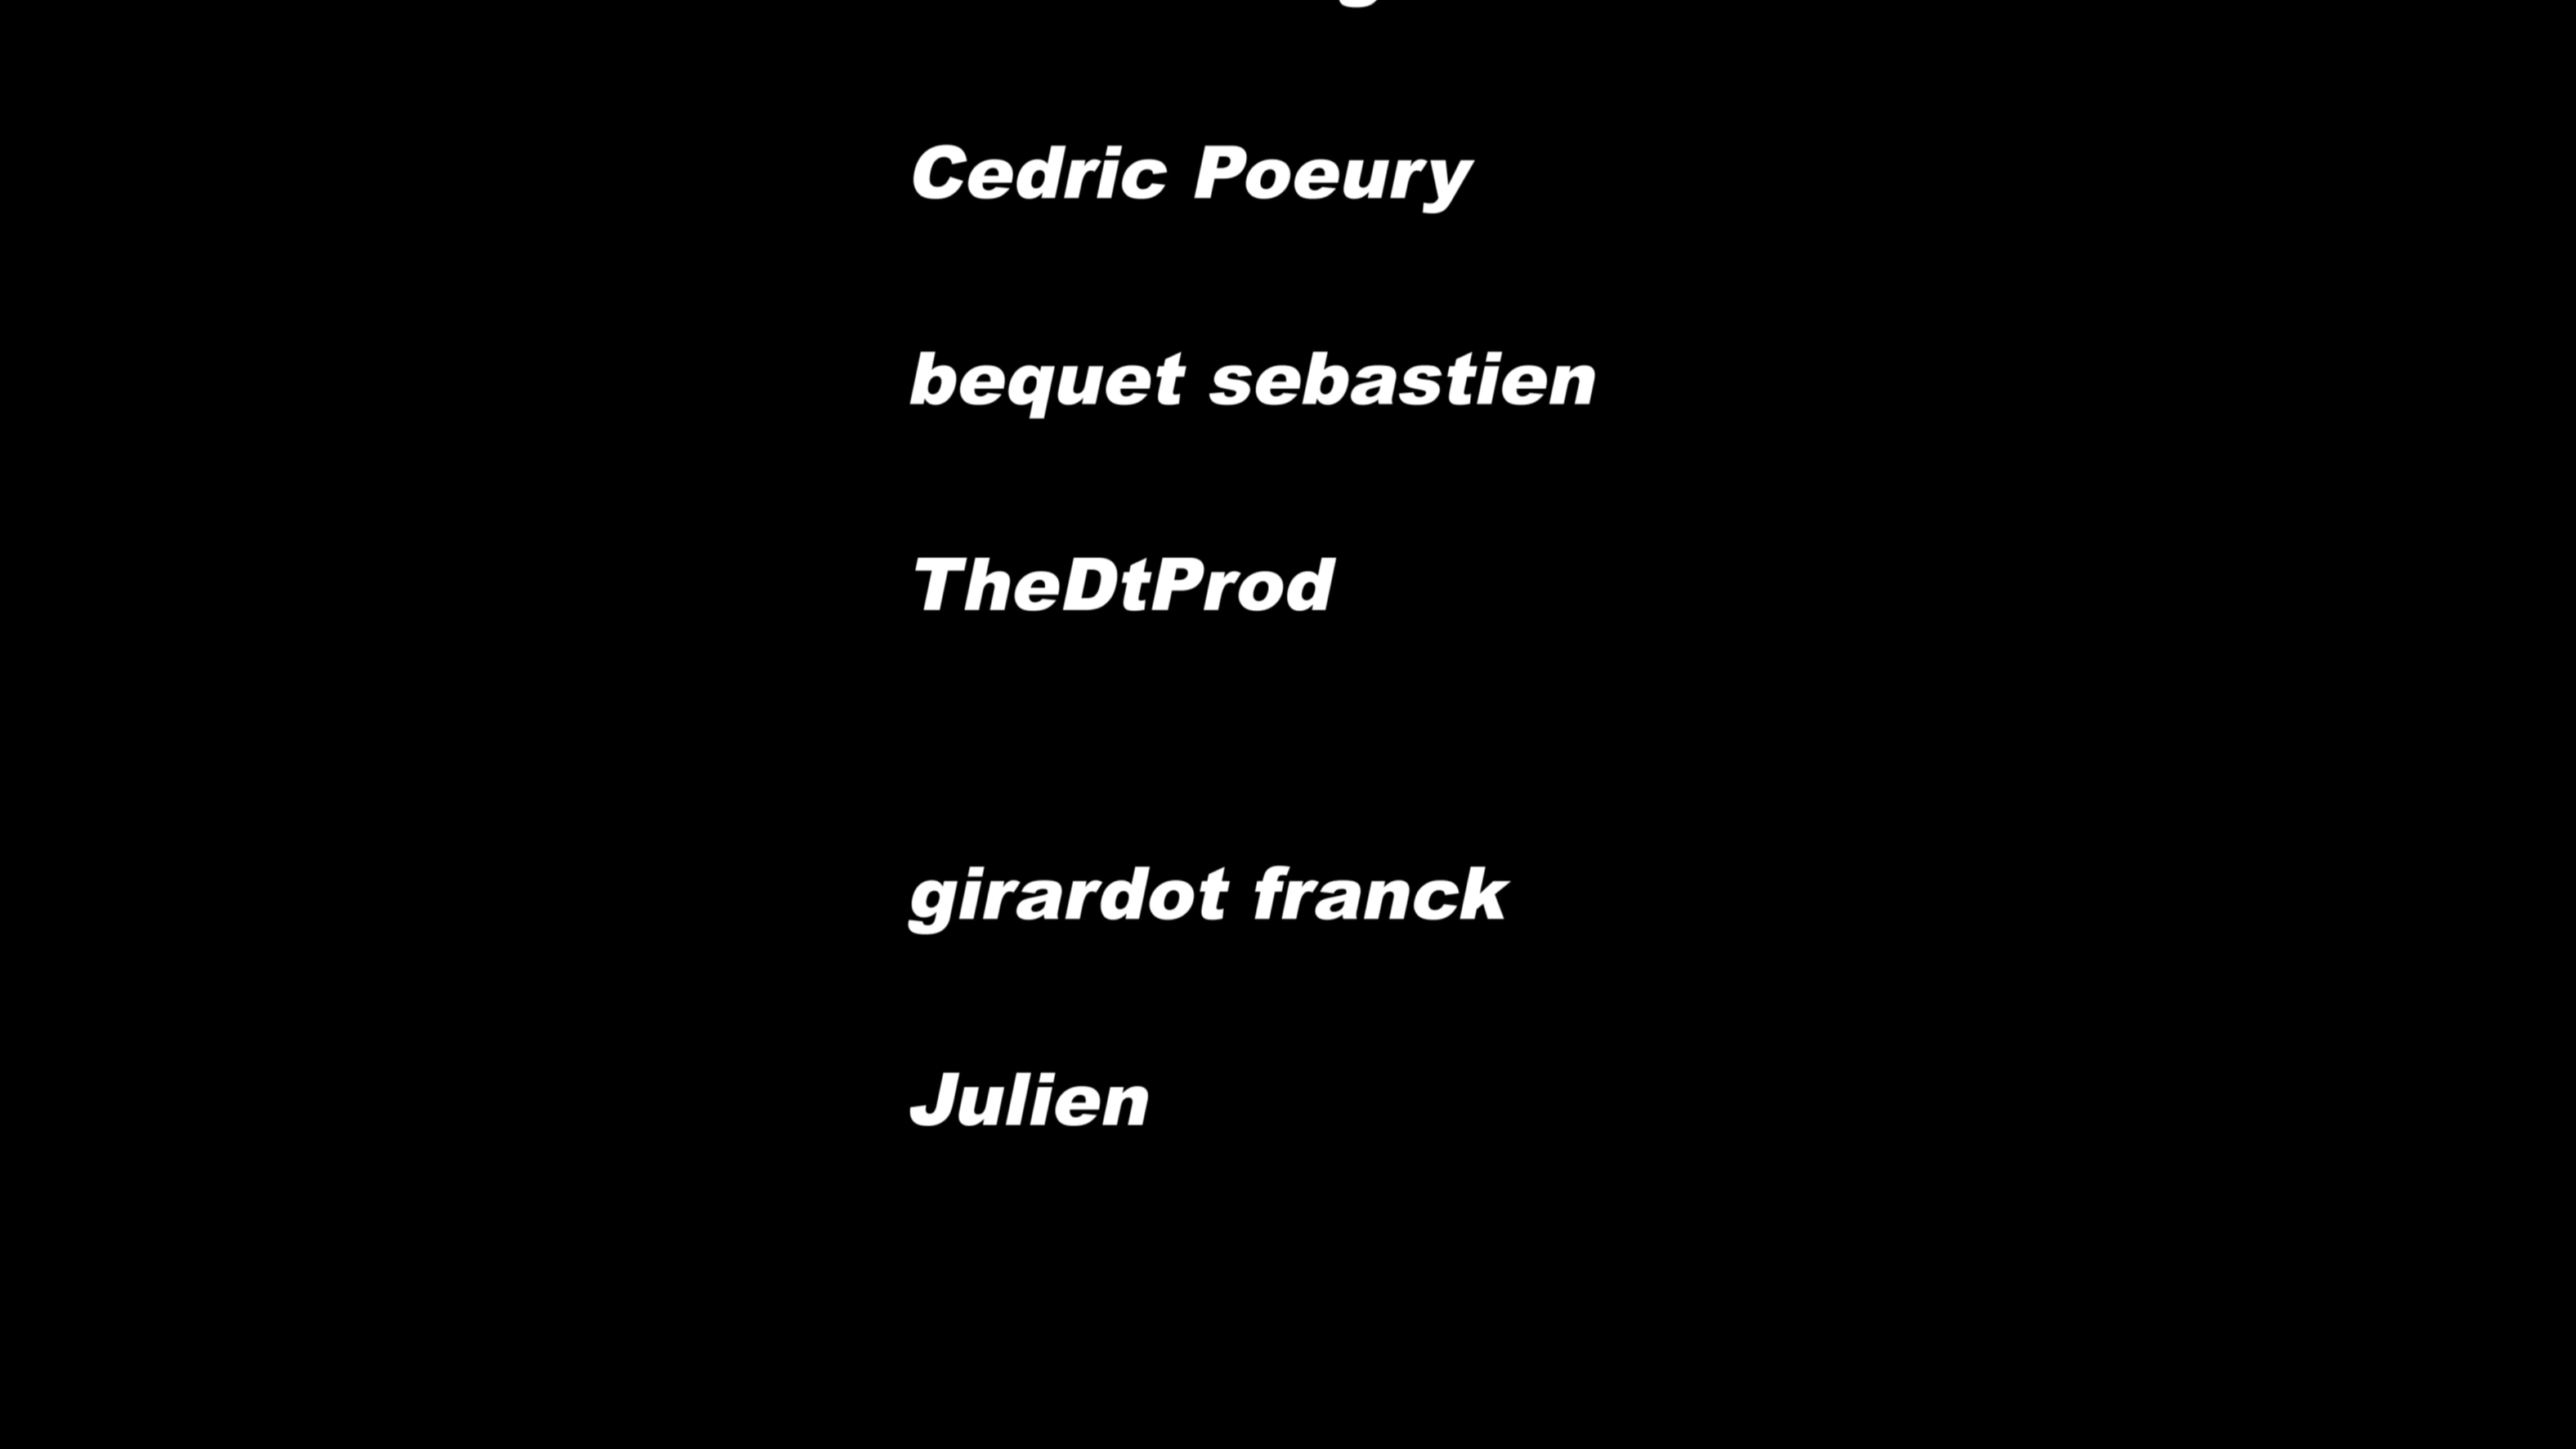 Cedric Poeury
bequet sebastien
TheDtProd
girardot franck
Julien